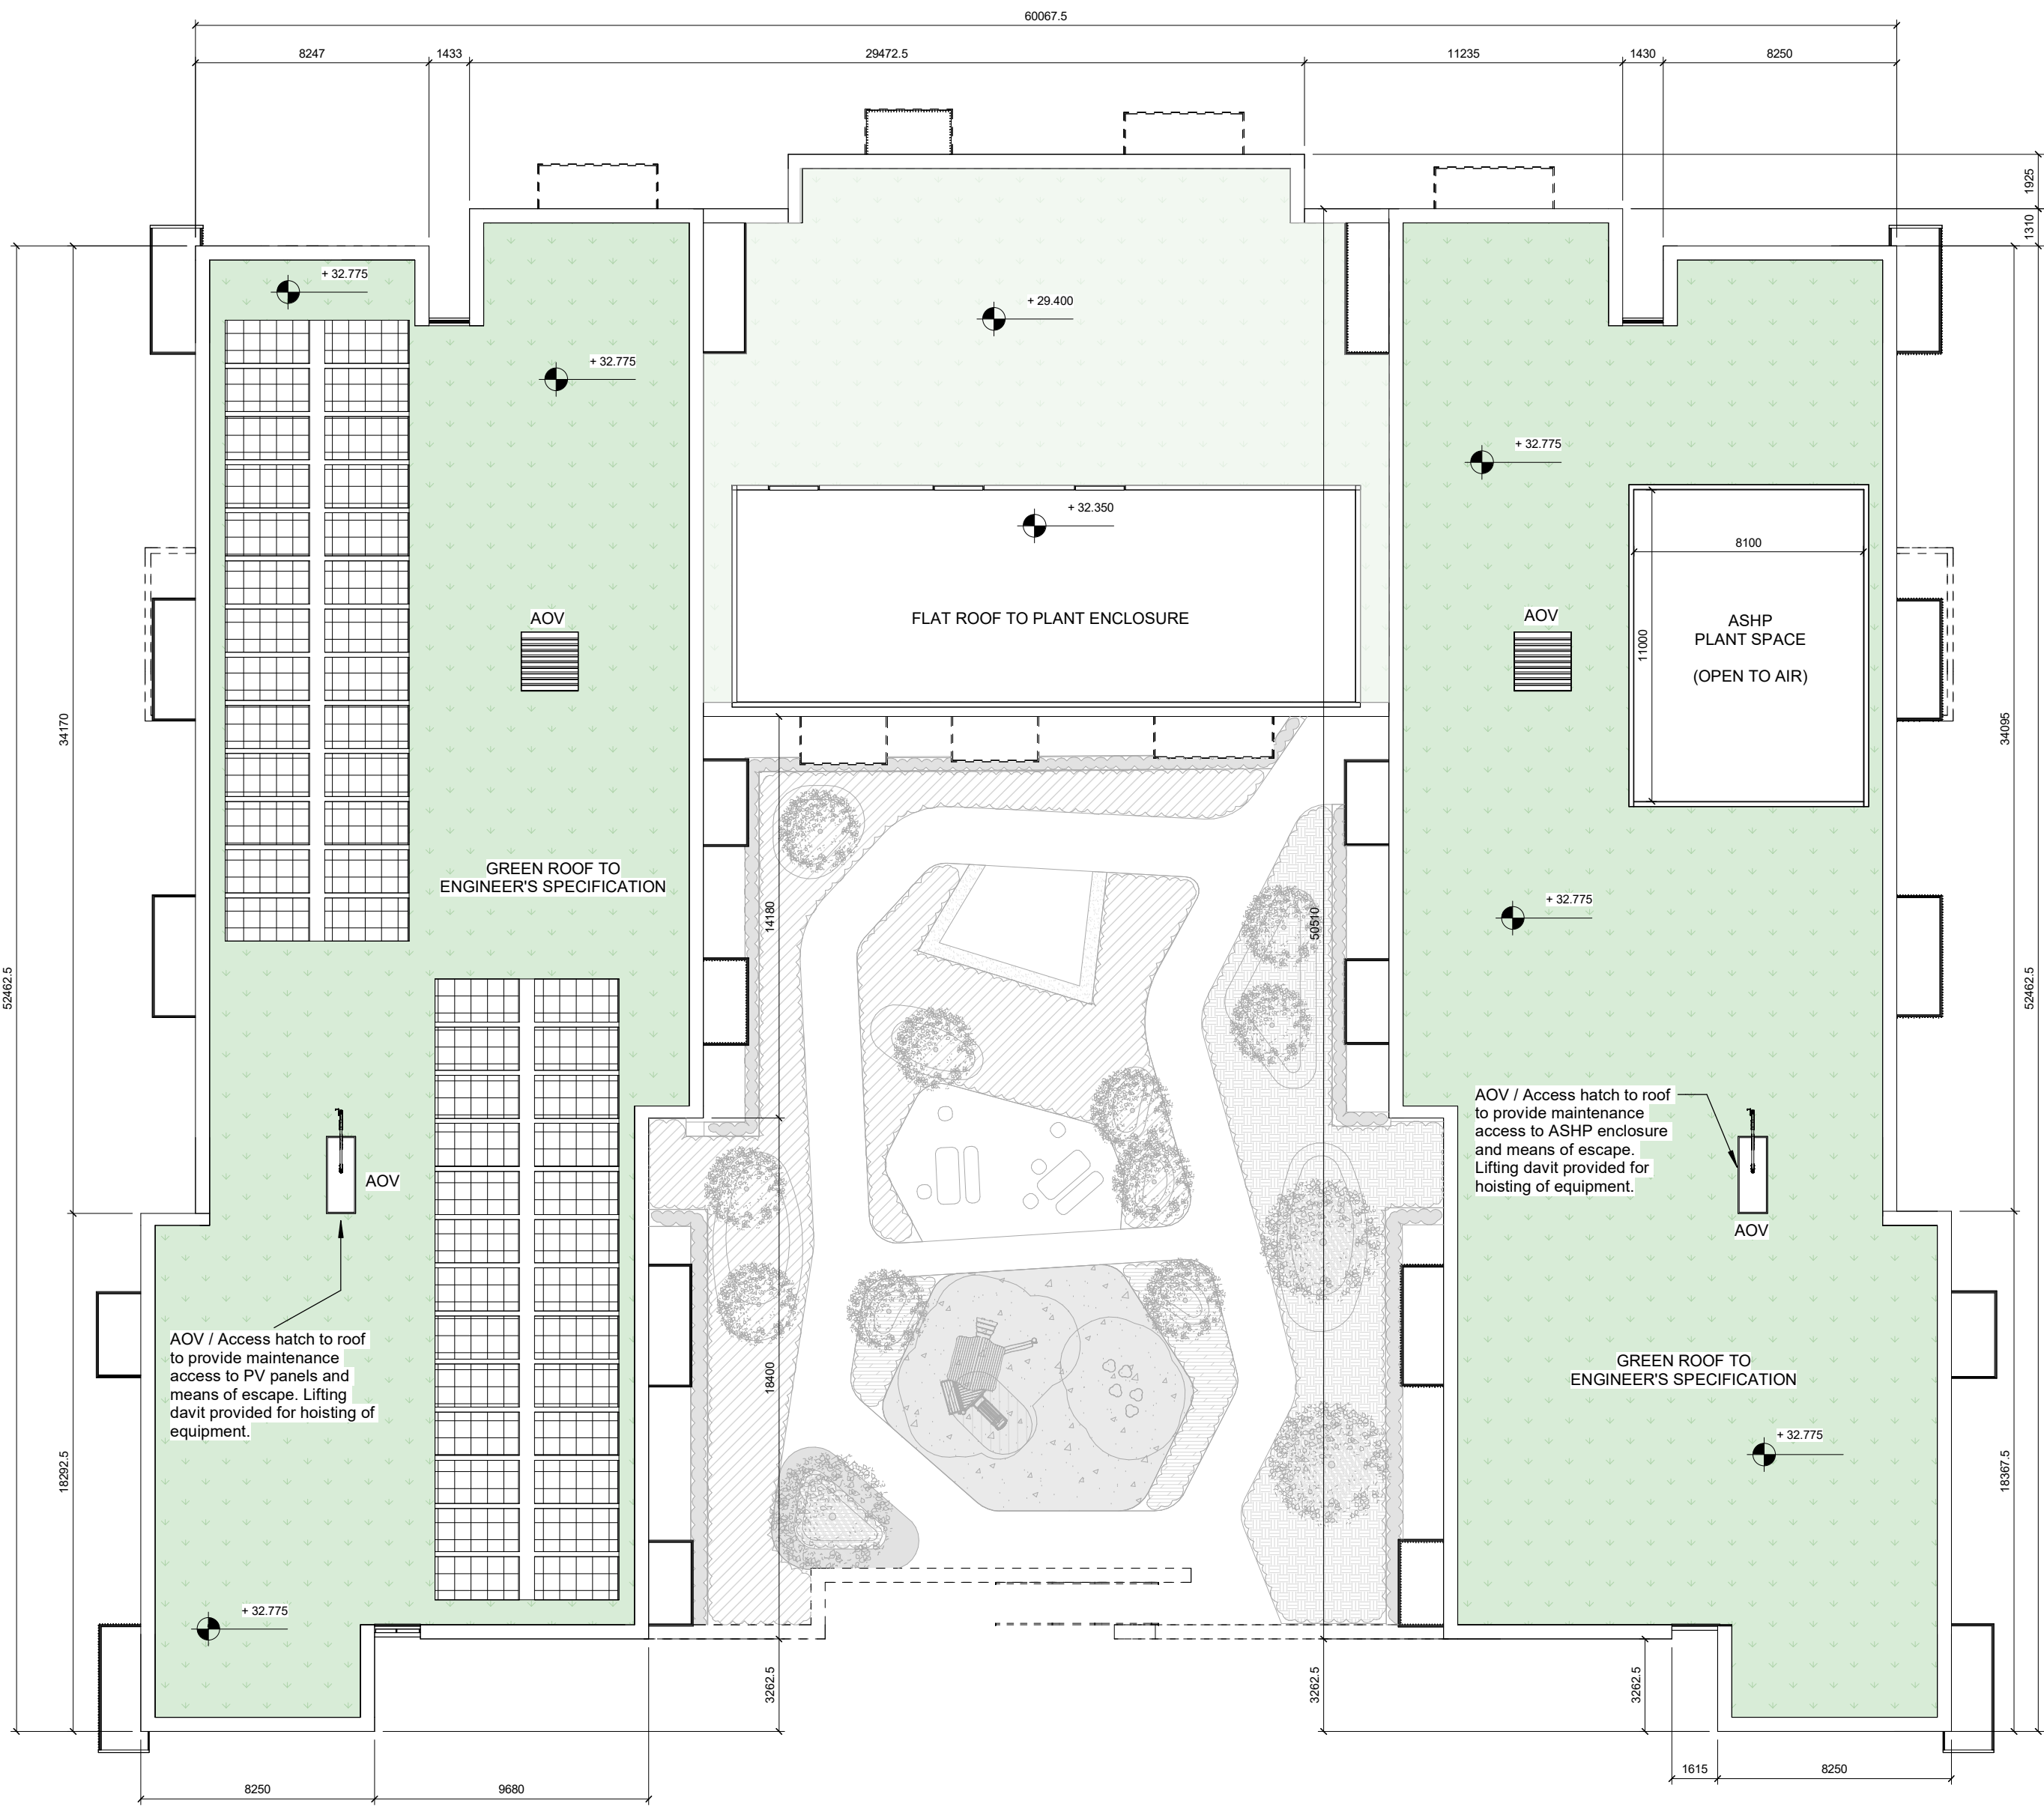 60067.5
8247
1433
29472.5
11235
1430
8250
1925
1310
+ 32.775
+ 29.400
+ 32.775
+ 32.775
+ 32.350
8100
AOV
FLAT ROOF TO PLANT ENCLOSURE
AOV
11000
ASHP
PLANT SPACE
(OPEN TO AIR)
34170
34095
GREEN ROOF TO
ENGINEER'S SPECIFICATION
14180
50510
+ 32.775
52462.5
52462.5
AOV / Access hatch to roof
to provide maintenance
access to ASHP enclosure
and means of escape.
Lifting davit provided for
hoisting of equipment.
AOV
AOV
AOV / Access hatch to roof
to provide maintenance
access to PV panels and
means of escape. Lifting
davit provided for hoisting of
equipment.
18400
GREEN ROOF TO
ENGINEER'S SPECIFICATION
+ 32.775
18292.5
18367.5
+ 32.775
3262.5
3262.5
3262.5
8250
9680
1615
8250